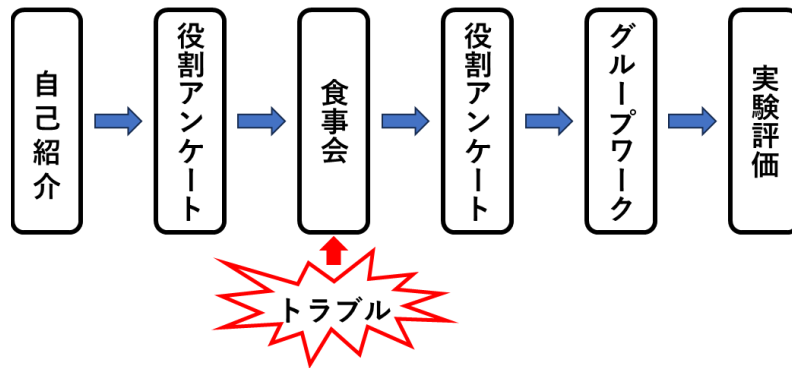 自己紹介
役割アンケート
食事会
役割アンケート
グループワーク
実験評価
トラブル